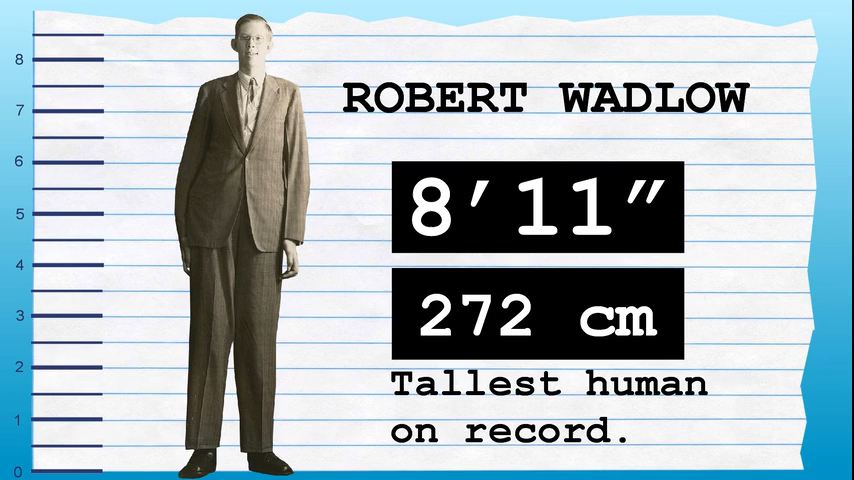 ROBERT WADLOW
8′11″
272 cm
Tallest human
on record.
8
7
6
5
4
3
2
1
0